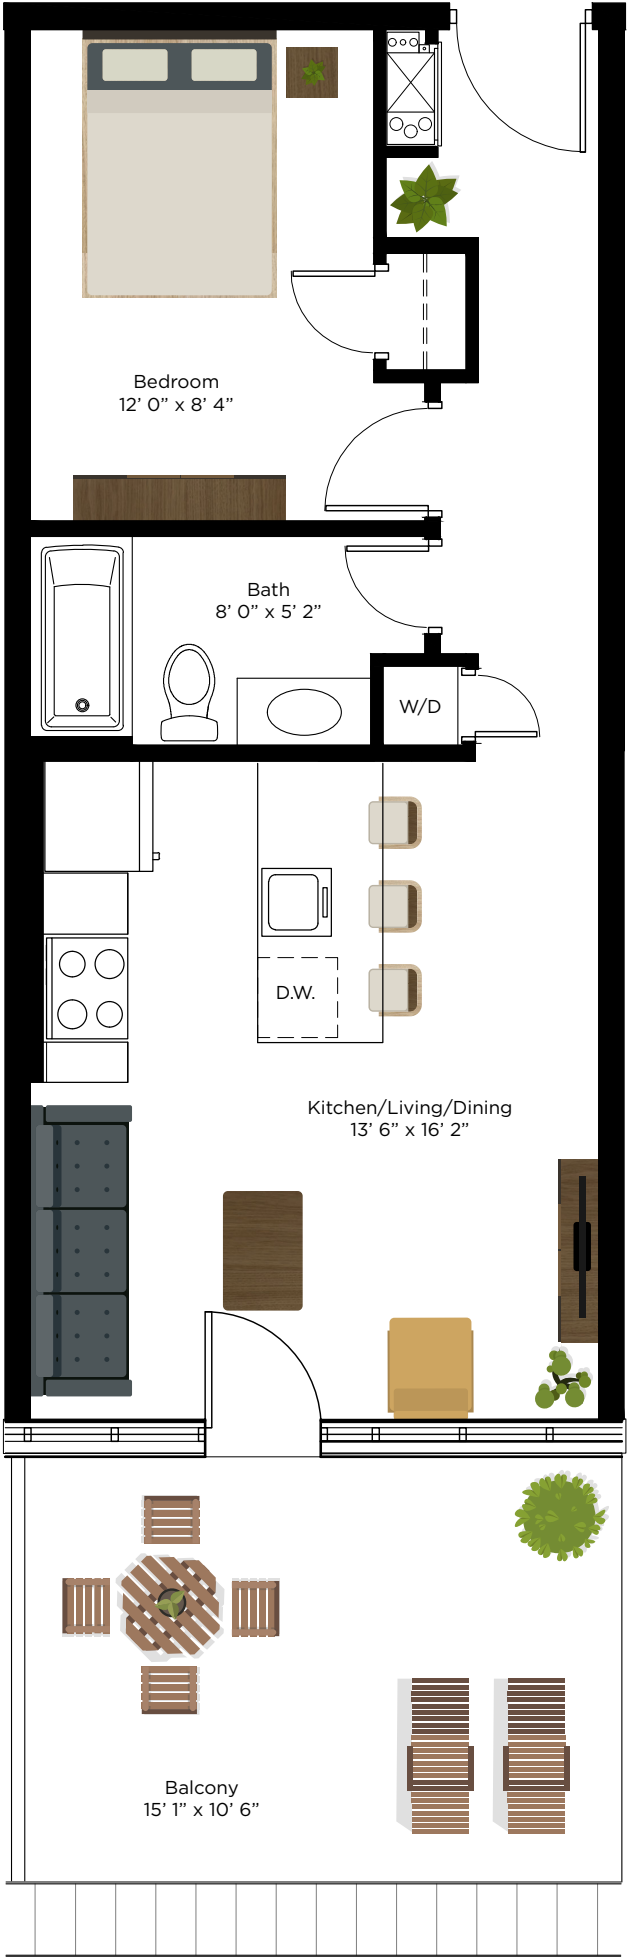 Bedroom
12’ 0” x 8’ 4”
Bath
8’ 0” x 5’ 2”
W/D
D.W.
Kitchen/Living/Dining
13’ 6” x 16’ 2”
Balcony
15’ 1” x 10’ 6”